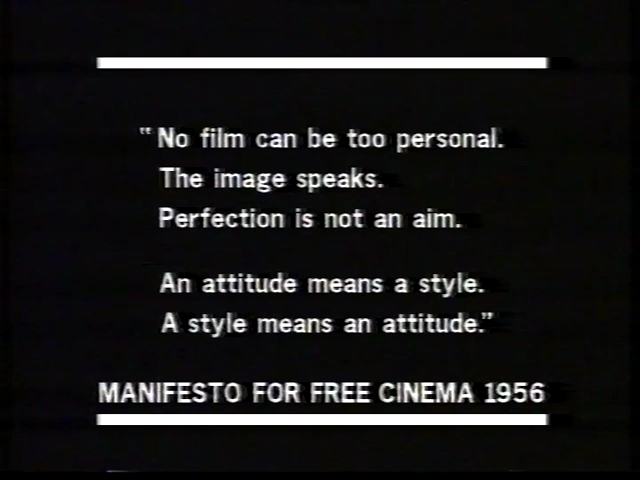 “No film can be too personal.
The image speaks.
Perfection is not an aim.
An attitude means a style.
A style means an attitude.”
MANIFESTO FOR FREE CINEMA 1956